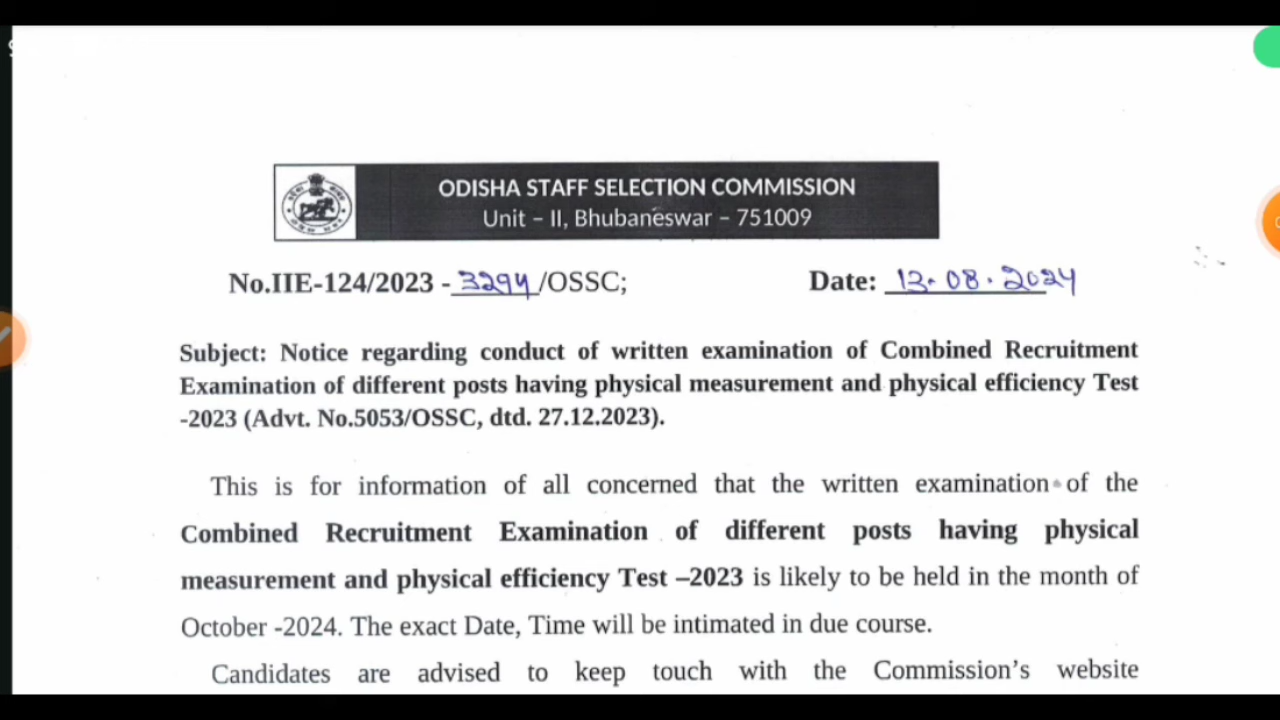 ODISHA STAFF SELECTION COMMISSION
Unit – II, Bhubaneswar – 751009
No.IIE-124/2023 - 3294 /OSSC; Date: 13.08.2024
Subject: Notice regarding conduct of written examination of Combined Recruitment
Examination of different posts having physical measurement and physical efficiency Test
-2023 (Advt. No.5053/OSSC, dtd. 27.12.2023).
This is for information of all concerned that the written examination of the
Combined Recruitment Examination of different posts having physical
measurement and physical efficiency Test –2023 is likely to be held in the month of
October -2024. The exact Date, Time will be intimated in due course.
Candidates are advised to keep touch with the Commission's website